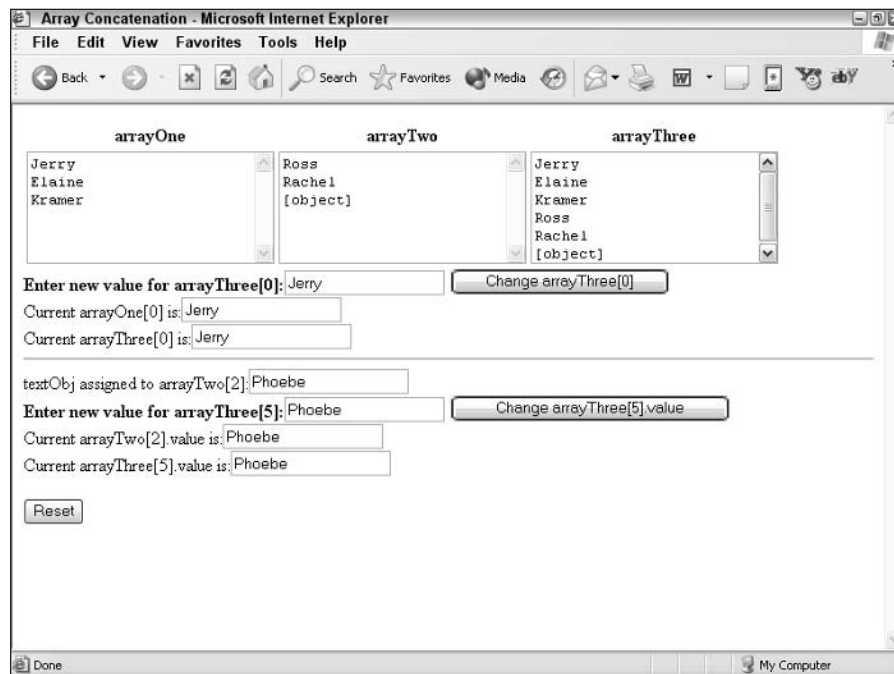 Array Concatenation - Microsoft Internet Explorer
File Edit View Favorites Tools Help
Back Search Favorites Media
arrayOne arrayTwo arrayThree
Jerry Ross Jerry
Elaine Rachel Elaine
Kramer [object] Kramer
Ross
Rachel
[object]
Enter new value for arrayThree[0]: Jerry Change arrayThree[0]
Current arrayOne[0] is: Jerry
Current arrayThree[0] is: Jerry
textObj assigned to arrayTwo[2]: Phoebe
Enter new value for arrayThree[5]: Phoebe Change arrayThree[5].value
Current arrayTwo[2].value is: Phoebe
Current arrayThree[5].value is: Phoebe
Reset
Done My Computer